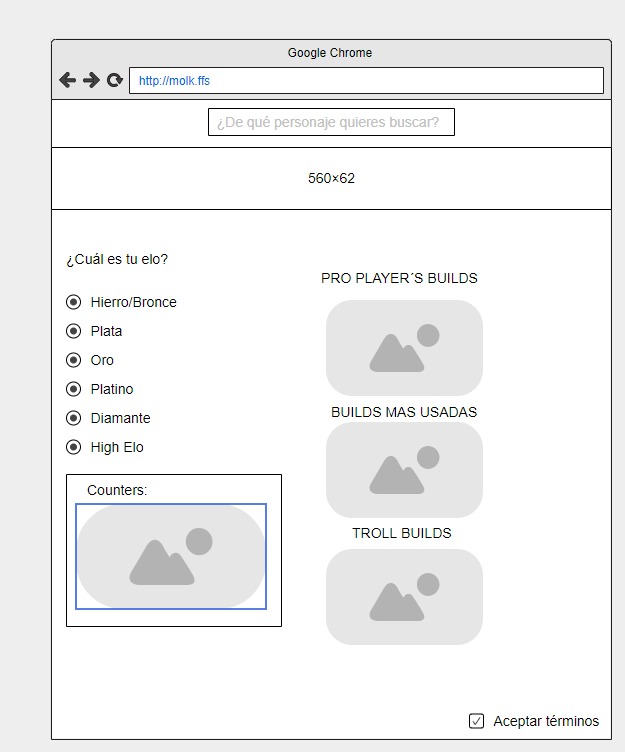 Google Chrome
http://molk.ffs
¿De qué personaje quieres buscar?
560×62
¿Cuál es tu elo?
Hierro/Bronce
Plata
Oro
Platino
Diamante
High Elo
Counters:
PRO PLAYER´S BUILDS
BUILDS MAS USADAS
TROLL BUILDS
Aceptar términos